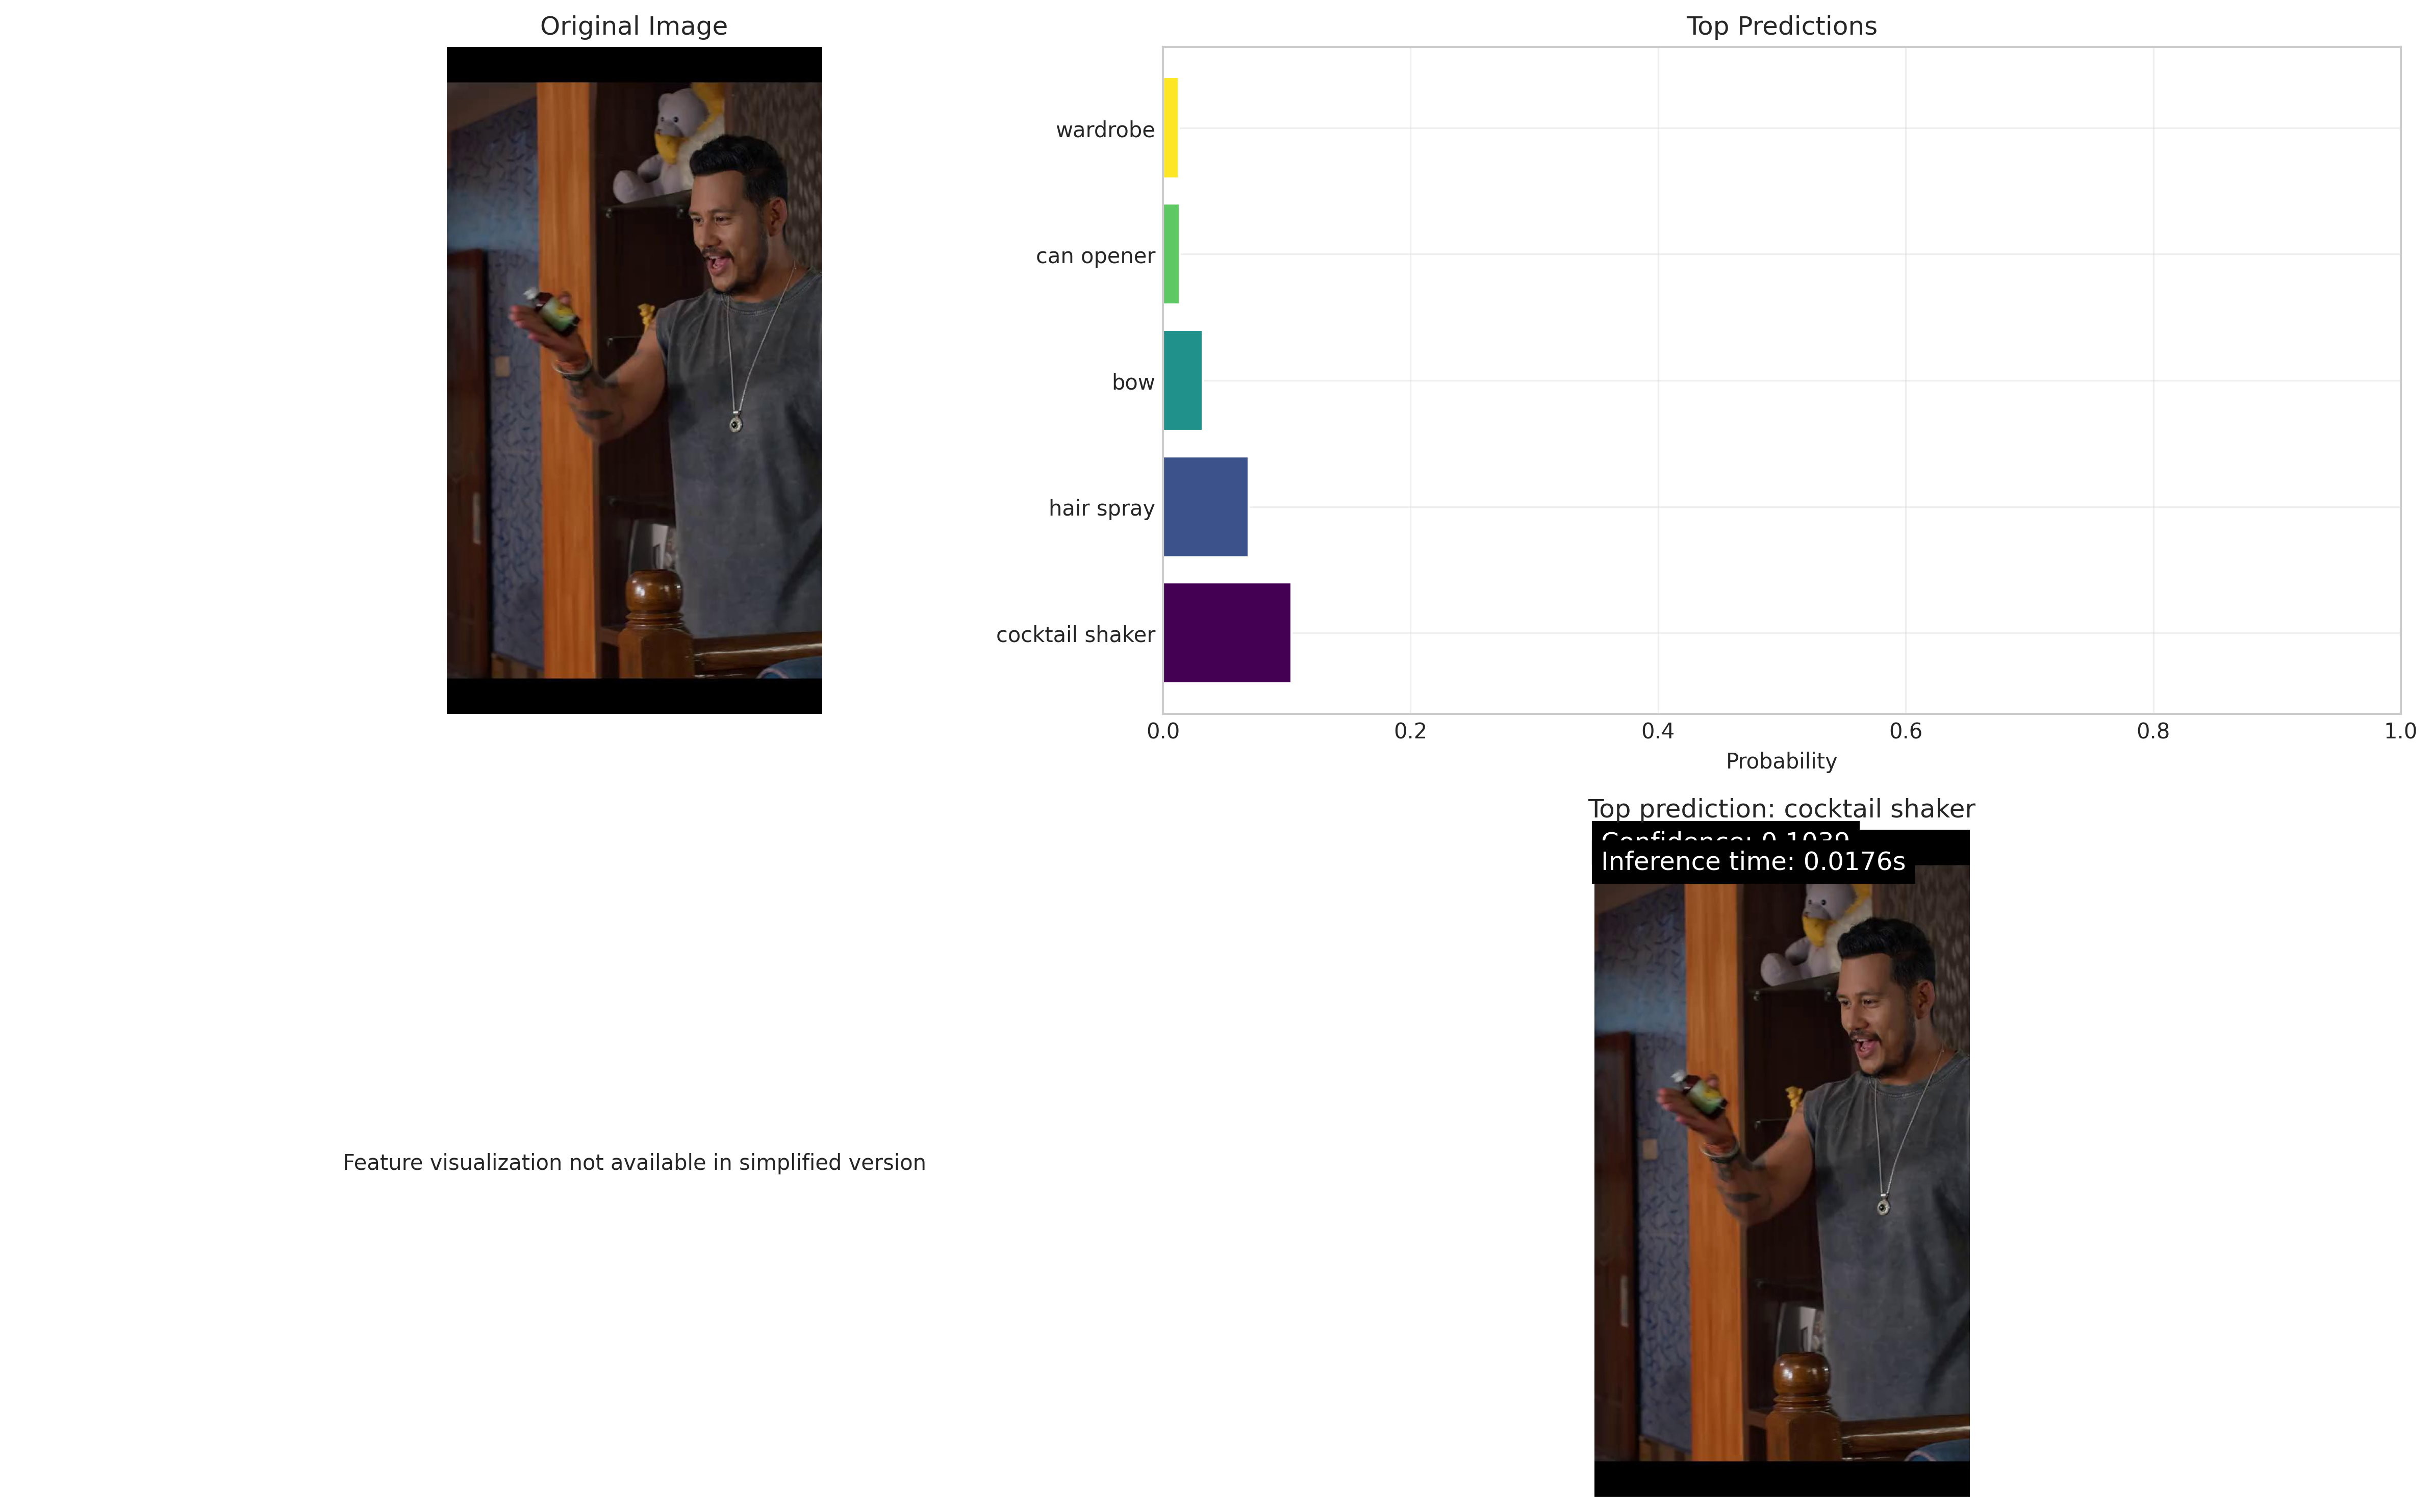 Original Image
Top Predictions
wardrobe
can opener
bow
hair spray
cocktail shaker
0.0 0.2 0.4 0.6 0.8 1.0
Probability
Feature visualization not available in simplified version
Top prediction: cocktail shaker
Confidence: 0.1039
Inference time: 0.0176s